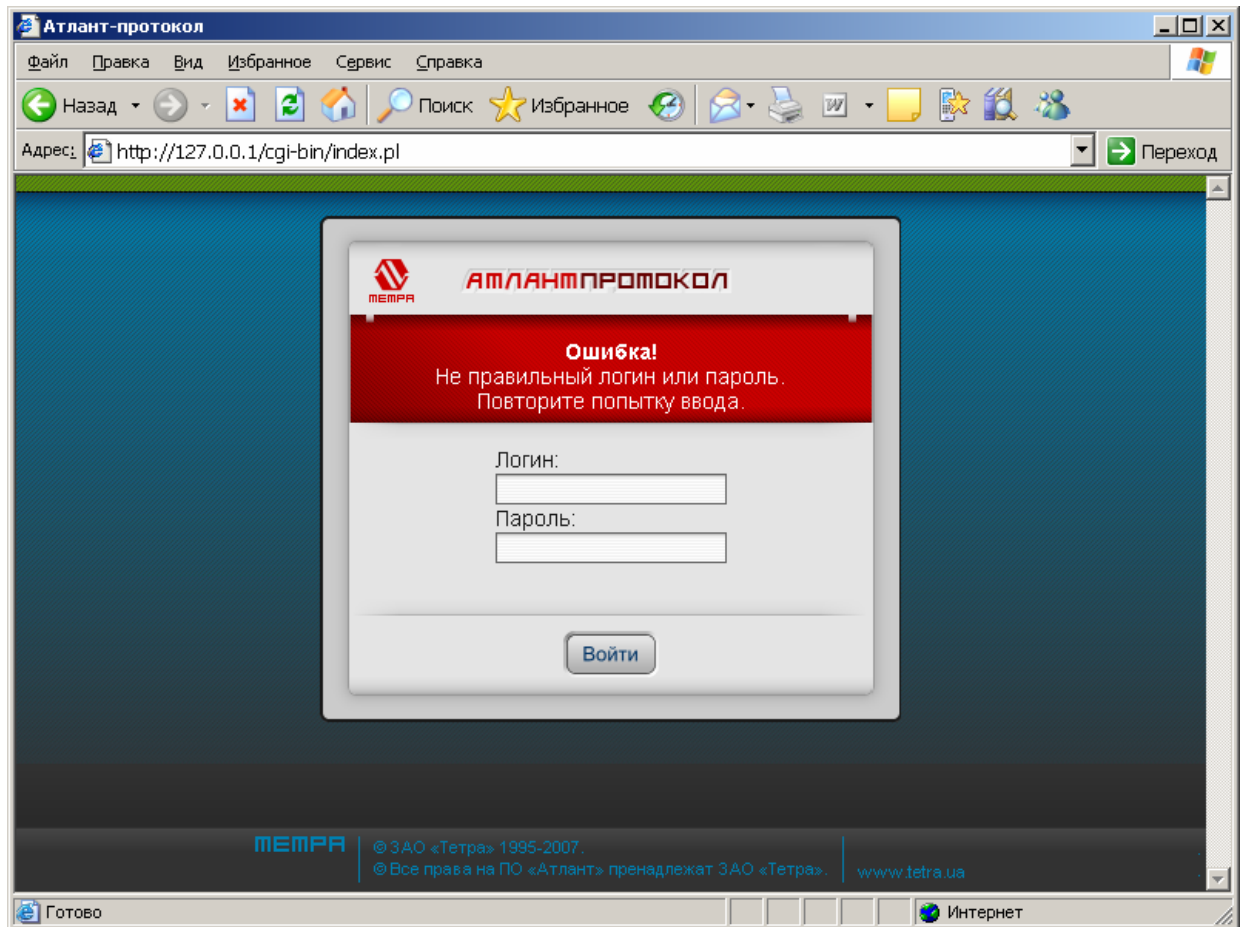 Атлант-протокол
Файл Правка Вид Избранное Сервис Справка
Назад Поиск Избранное
Адрес: http://127.0.0.1/cgi-bin/index.pl Переход
тетра АТЛАНТПРОТОКОЛ
Ошибка!
Не правильный логин или пароль.
Повторите попытку ввода.
Логин:
Пароль:
Войти
тетра © ЗАО «Тетра» 1995-2007.
© Все права на ПО «Атлант» пренадлежат ЗАО «Тетра». www.tetra.ua
Готово Интернет